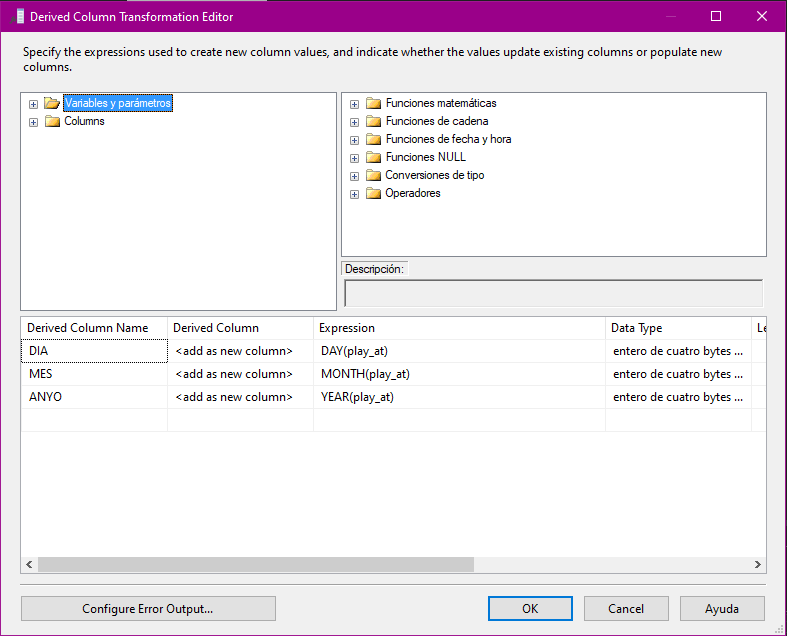 Derived Column Transformation Editor
Specify the expressions used to create new column values, and indicate whether the values update existing columns or populate new
columns.
Variables y parámetros
Columns
Funciones matemáticas
Funciones de cadena
Funciones de fecha y hora
Funciones NULL
Conversiones de tipo
Operadores
Descripción:
Derived Column Name Derived Column Expression Data Type Le
DIA <add as new column> DAY(play_at) entero de cuatro bytes ...
MES <add as new column> MONTH(play_at) entero de cuatro bytes ...
ANYO <add as new column> YEAR(play_at) entero de cuatro bytes ...
Configure Error Output... OK Cancel Ayuda